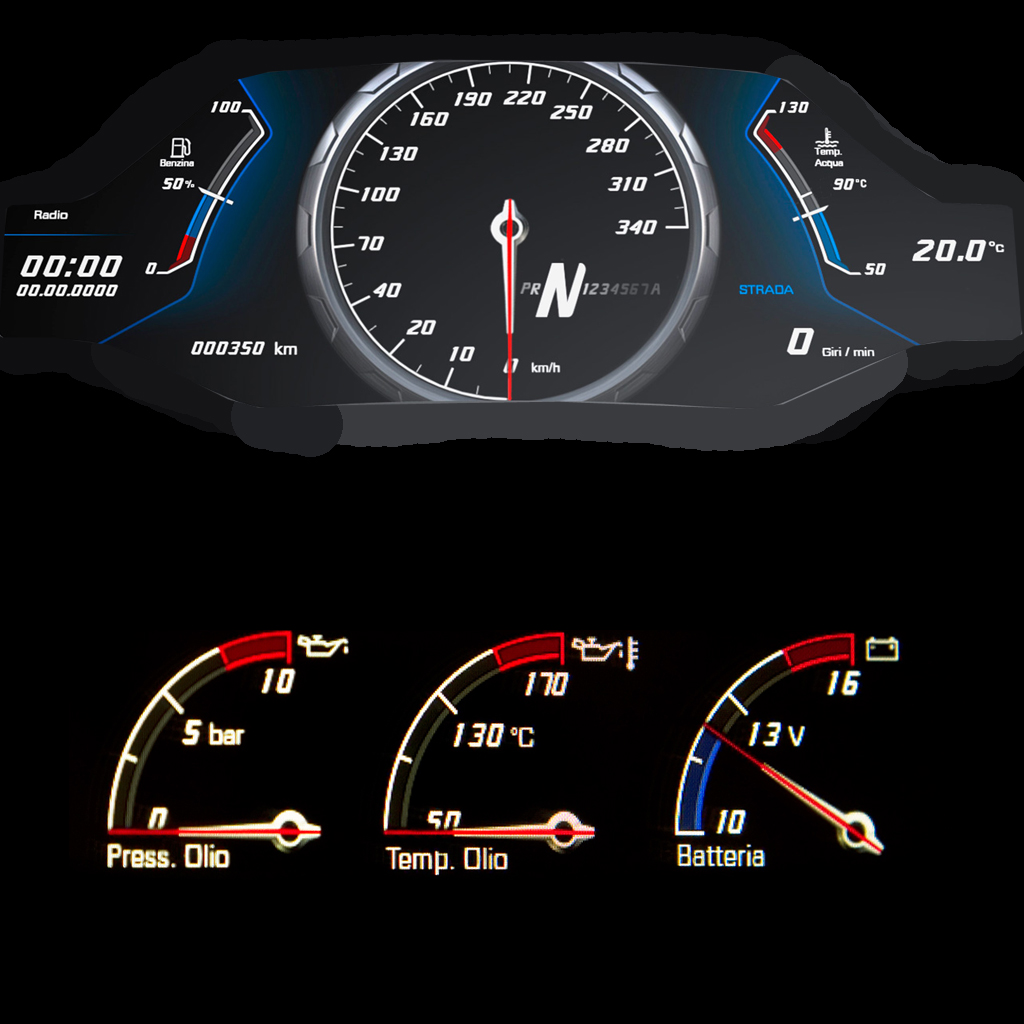 190 220
160 250
130 280
100 310
70 340
40
20
10
0 km/h
100
Benzina
50%
0
Radio
00:00
00.00.0000
000350 km
PRN1234567A
130
Temp.
Acqua
90°C
50
20.0°C
STRADA
0 Giri / min
10
5 bar
0
Press. Olio
170
130 °C
50
Temp. Olio
16
13 V
10
Batteria